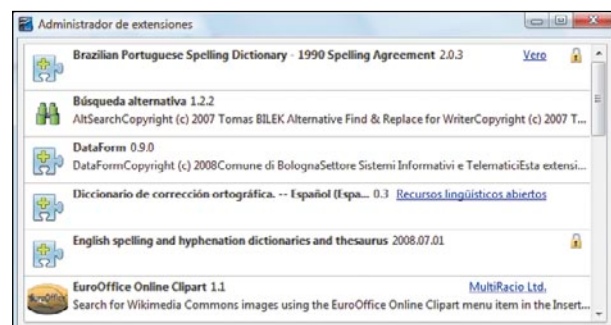 Administrador de extensiones
Brazilian Portuguese Spelling Dictionary - 1990 Spelling Agreement 2.0.3 Vero
Búsqueda alternativa 1.2.2
AltSearchCopyright (c) 2007 Tomas BILEK Alternative Find & Replace for WriterCopyright (c) 2007 T...
DataForm 0.9.0
DataFormCopyright (c) 2008Comune di BolognaSettore Sistemi Informativi e TelematiciEsta extensi...
Diccionario de corrección ortográfica. -- Español (Espa... 0.3 Recursos lingüísticos abiertos
English spelling and hyphenation dictionaries and thesaurus 2008.07.01
EuroOffice Online Clipart 1.1 MultiRacio Ltd.
EuroOffice Search for Wikimedia Commons images using the EuroOffice Online Clipart menu item in the Insert...